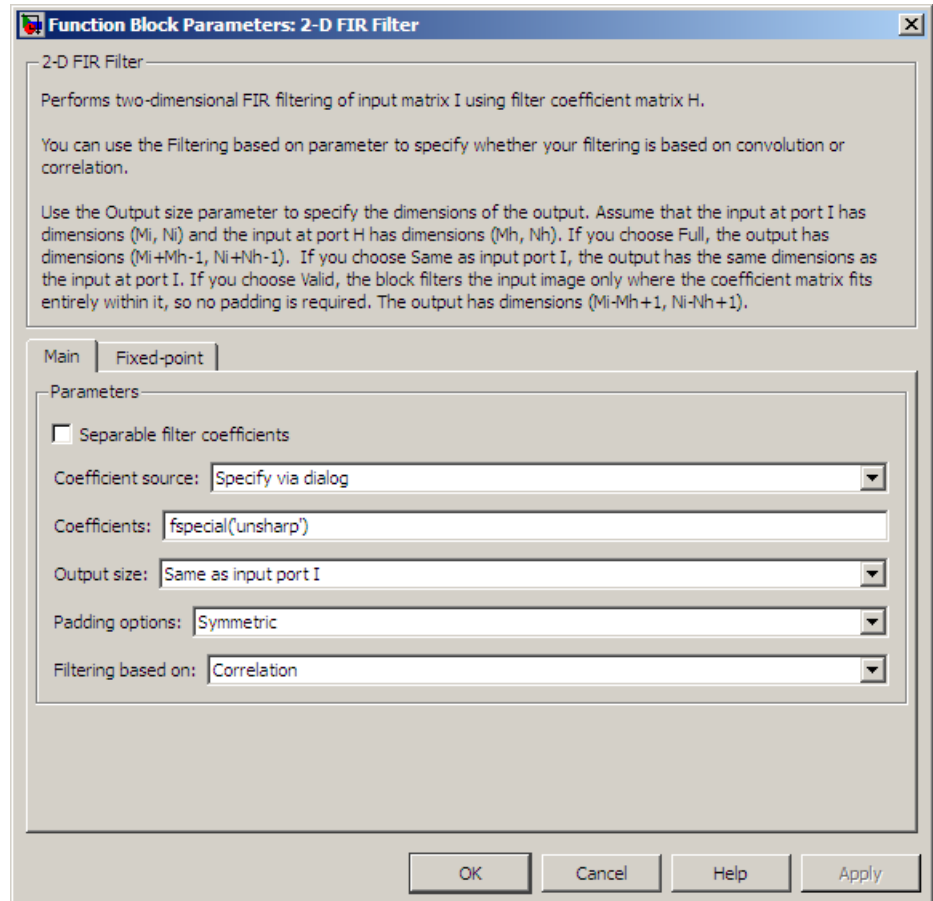 Function Block Parameters: 2-D FIR Filter
2-D FIR Filter
Performs two-dimensional FIR filtering of input matrix I using filter coefficient matrix H.
You can use the Filtering based on parameter to specify whether your filtering is based on convolution or
correlation.
Use the Output size parameter to specify the dimensions of the output. Assume that the input at port I has
dimensions (Mi, Ni) and the input at port H has dimensions (Mh, Nh). If you choose Full, the output has
dimensions (Mi+Mh-1, Ni+Nh-1). If you choose Same as input port I, the output has the same dimensions as
the input at port I. If you choose Valid, the block filters the input image only where the coefficient matrix fits
entirely within it, so no padding is required. The output has dimensions (Mi-Mh+1, Ni-Nh+1).
Main Fixed-point
Parameters
Separable filter coefficients
Coefficient source: Specify via dialog
Coefficients: fspecial('unsharp')
Output size: Same as input port I
Padding options: Symmetric
Filtering based on: Correlation
OK Cancel Help Apply